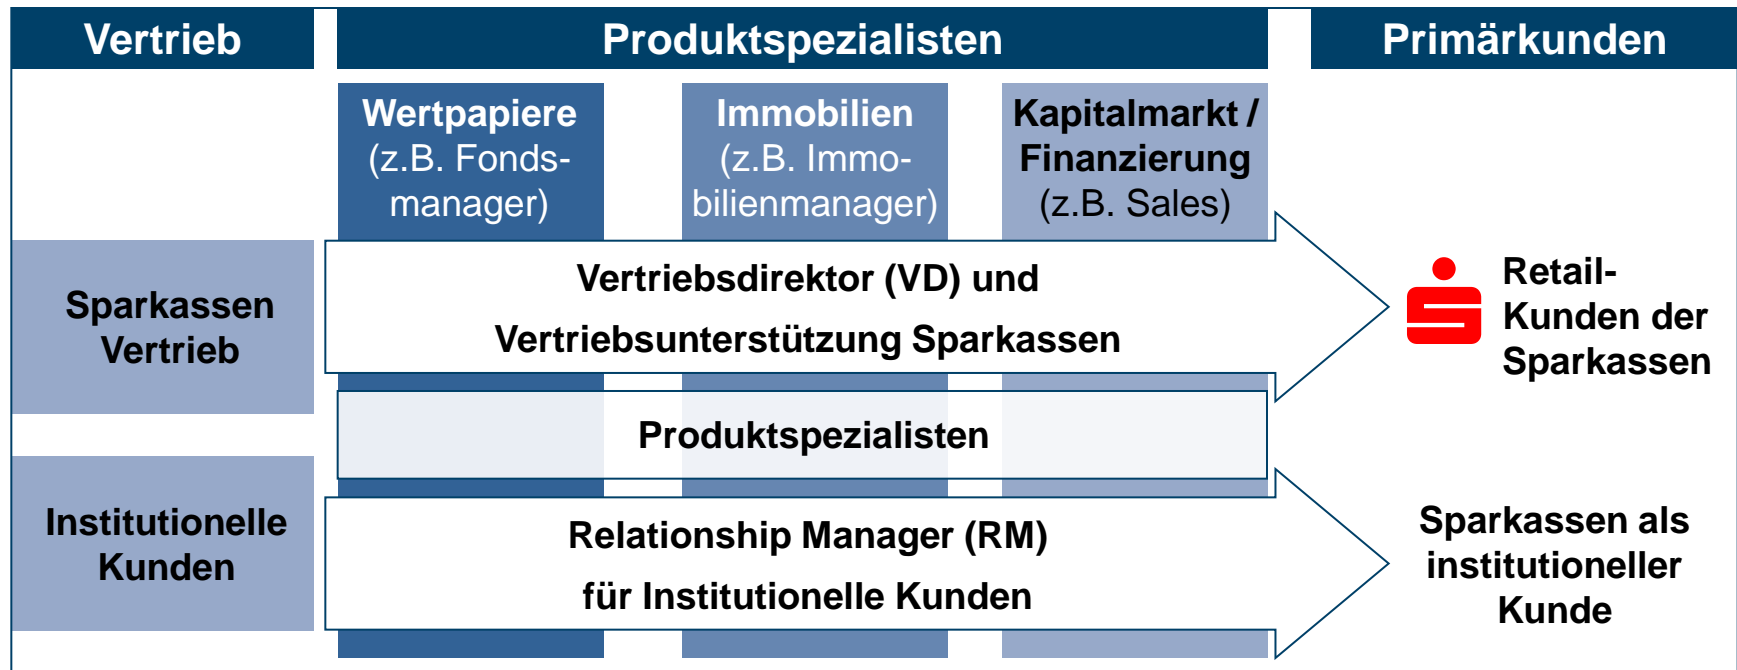 Vertrieb
Produktspezialisten
Primärkunden
Wertpapiere
(z.B. Fonds-
manager)
Immobilien
(z.B. Immo-
bilienmanager)
Kapitalmarkt /
Finanzierung
(z.B. Sales)
Sparkassen
Vertrieb
Vertriebsdirektor (VD) und
Vertriebsunterstützung Sparkassen
Retail-
Kunden der
Sparkassen
Produktspezialisten
Institutionelle
Kunden
Relationship Manager (RM)
für Institutionelle Kunden
Sparkassen als
institutioneller
Kunde